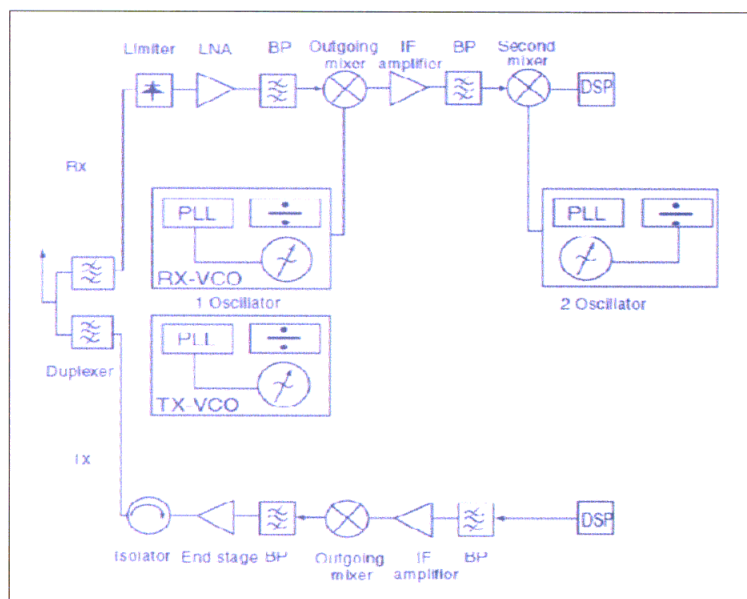 Limiter LNA BP Outgoing mixer IF amplifier BP Second mixer
DSP
Rx
PLL
RX-VCO
1 Oscillator
PLL
2 Oscillator
PLL
TX-VCO
Duplexer
Tx
DSP
Isolator End stage BP Outgoing mixer IF amplifier BP